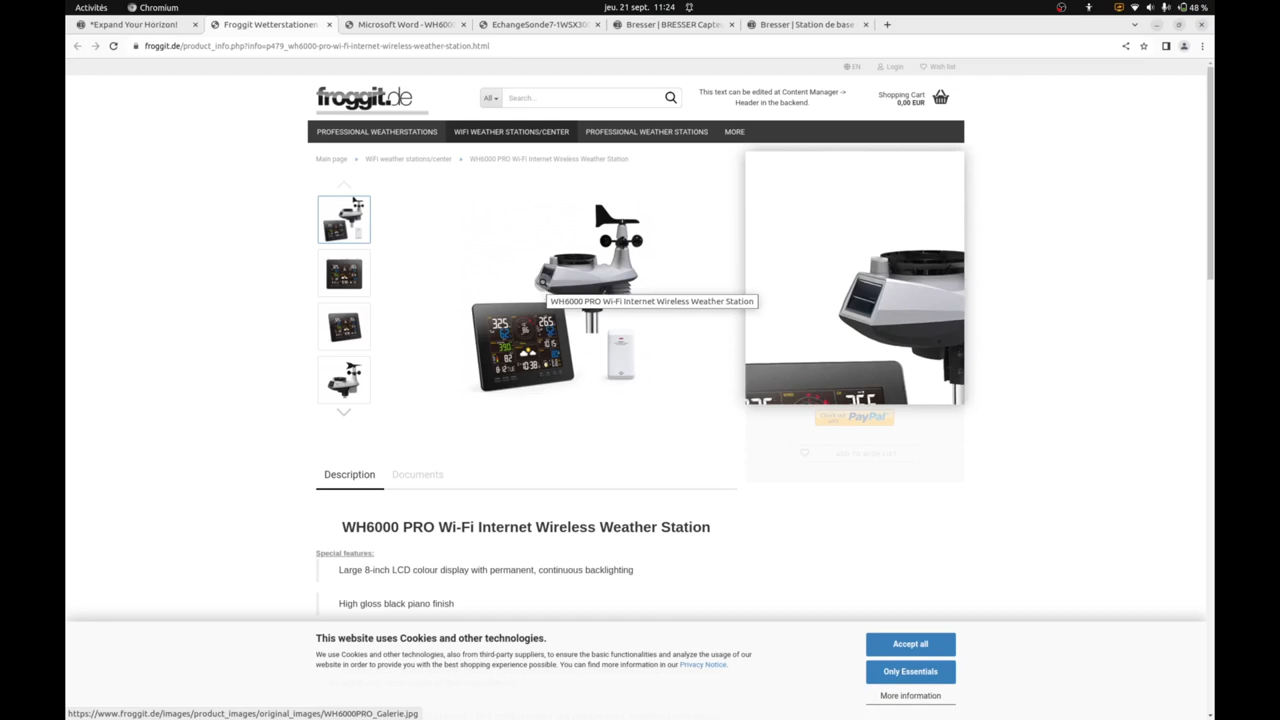 Activités
Chromium
jeu. 21 sept. 11:24
48 %
*Expand Your Horizon!
Froggit Wetterstationen
Microsoft Word - WH600
EchangeSonde7-1WSX30
Bresser | BRESSER Capte
Bresser | Station de base
froggit.de/product_info.php?info=p479_wh6000-pro-wi-fi-internet-wireless-weather-station.html
EN
Login
Wish list
froggit.de
All
Search...
This text can be edited at Content Manager ->
Header in the backend.
Shopping Cart
0,00 EUR
PROFESSIONAL WEATHERSTATIONS
WIFI WEATHER STATIONS/CENTER
PROFESSIONAL WEATHER STATIONS
MORE
Main page » WiFi weather stations/center » WH6000 PRO Wi-Fi Internet Wireless Weather Station
WH6000 PRO Wi-Fi Internet Wireless Weather Station
PayPal
ADD TO WISH LIST
Description
Documents
WH6000 PRO Wi-Fi Internet Wireless Weather Station
Special features:
Large 8-inch LCD colour display with permanent, continuous backlighting
High gloss black piano finish
This website uses Cookies and other technologies.
We use Cookies and other technologies, also from third-party suppliers, to ensure the basic functionalities and analyze the usage of our
website in order to provide you with the best shopping experience possible. You can find more information in our Privacy Notice.
Accept all
Only Essentials
More information
https://www.froggit.de/images/product_images/original_images/WH6000PRO_Galerie.jpg